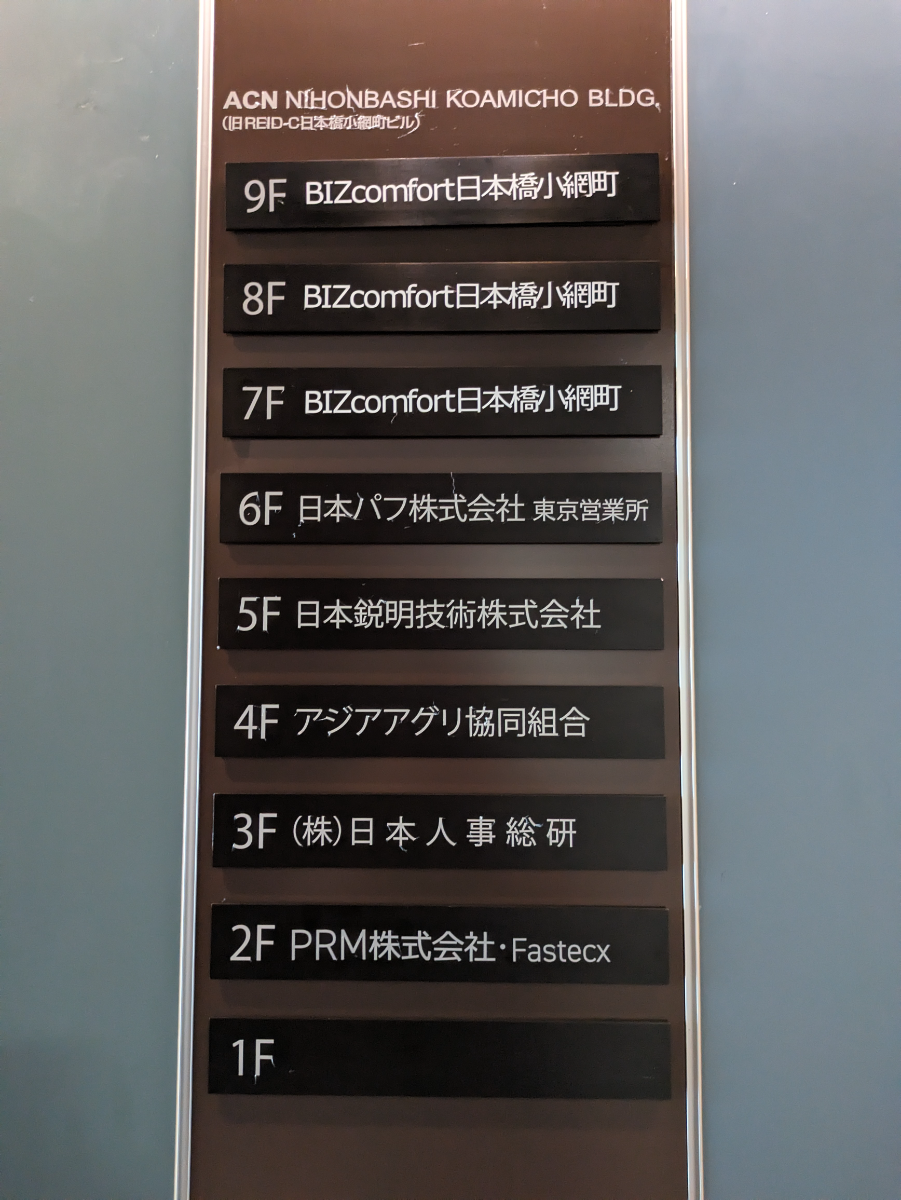 ACN NIHONBASHI KOAMICHO BLDG.
(旧REID-C日本橋小網町ビル)
9F BIZcomfort日本橋小網町
8F BIZcomfort日本橋小網町
7F BIZcomfort日本橋小網町
6F 日本パフ株式会社 東京営業所
5F 日本鋭明技術株式会社
4F アジアアグリ協同組合
3F (株)日本人事総研
2F PRM株式会社・Fastecx
1F